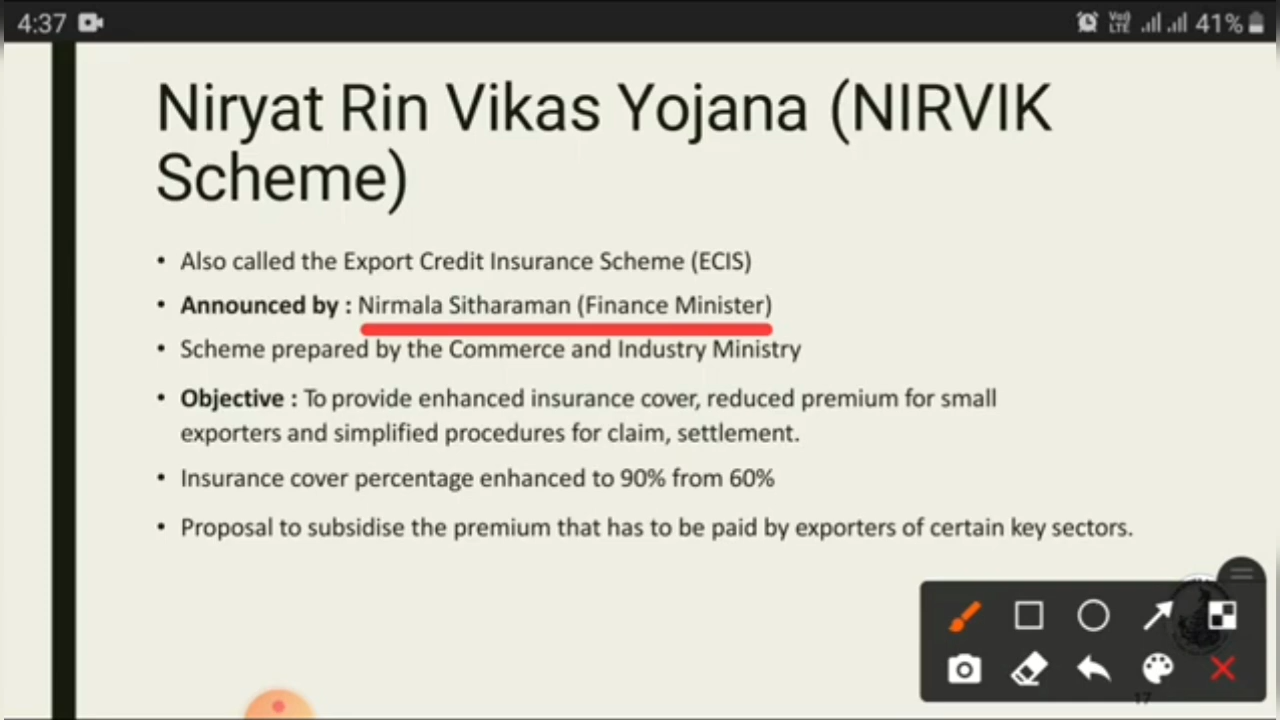 4:37
Vo) LTE 41%
Niryat Rin Vikas Yojana (NIRVIK
Scheme)
• Also called the Export Credit Insurance Scheme (ECIS)
• Announced by : Nirmala Sitharaman (Finance Minister)
• Scheme prepared by the Commerce and Industry Ministry
• Objective : To provide enhanced insurance cover, reduced premium for small
exporters and simplified procedures for claim, settlement.
• Insurance cover percentage enhanced to 90% from 60%
• Proposal to subsidise the premium that has to be paid by exporters of certain key sectors.
17